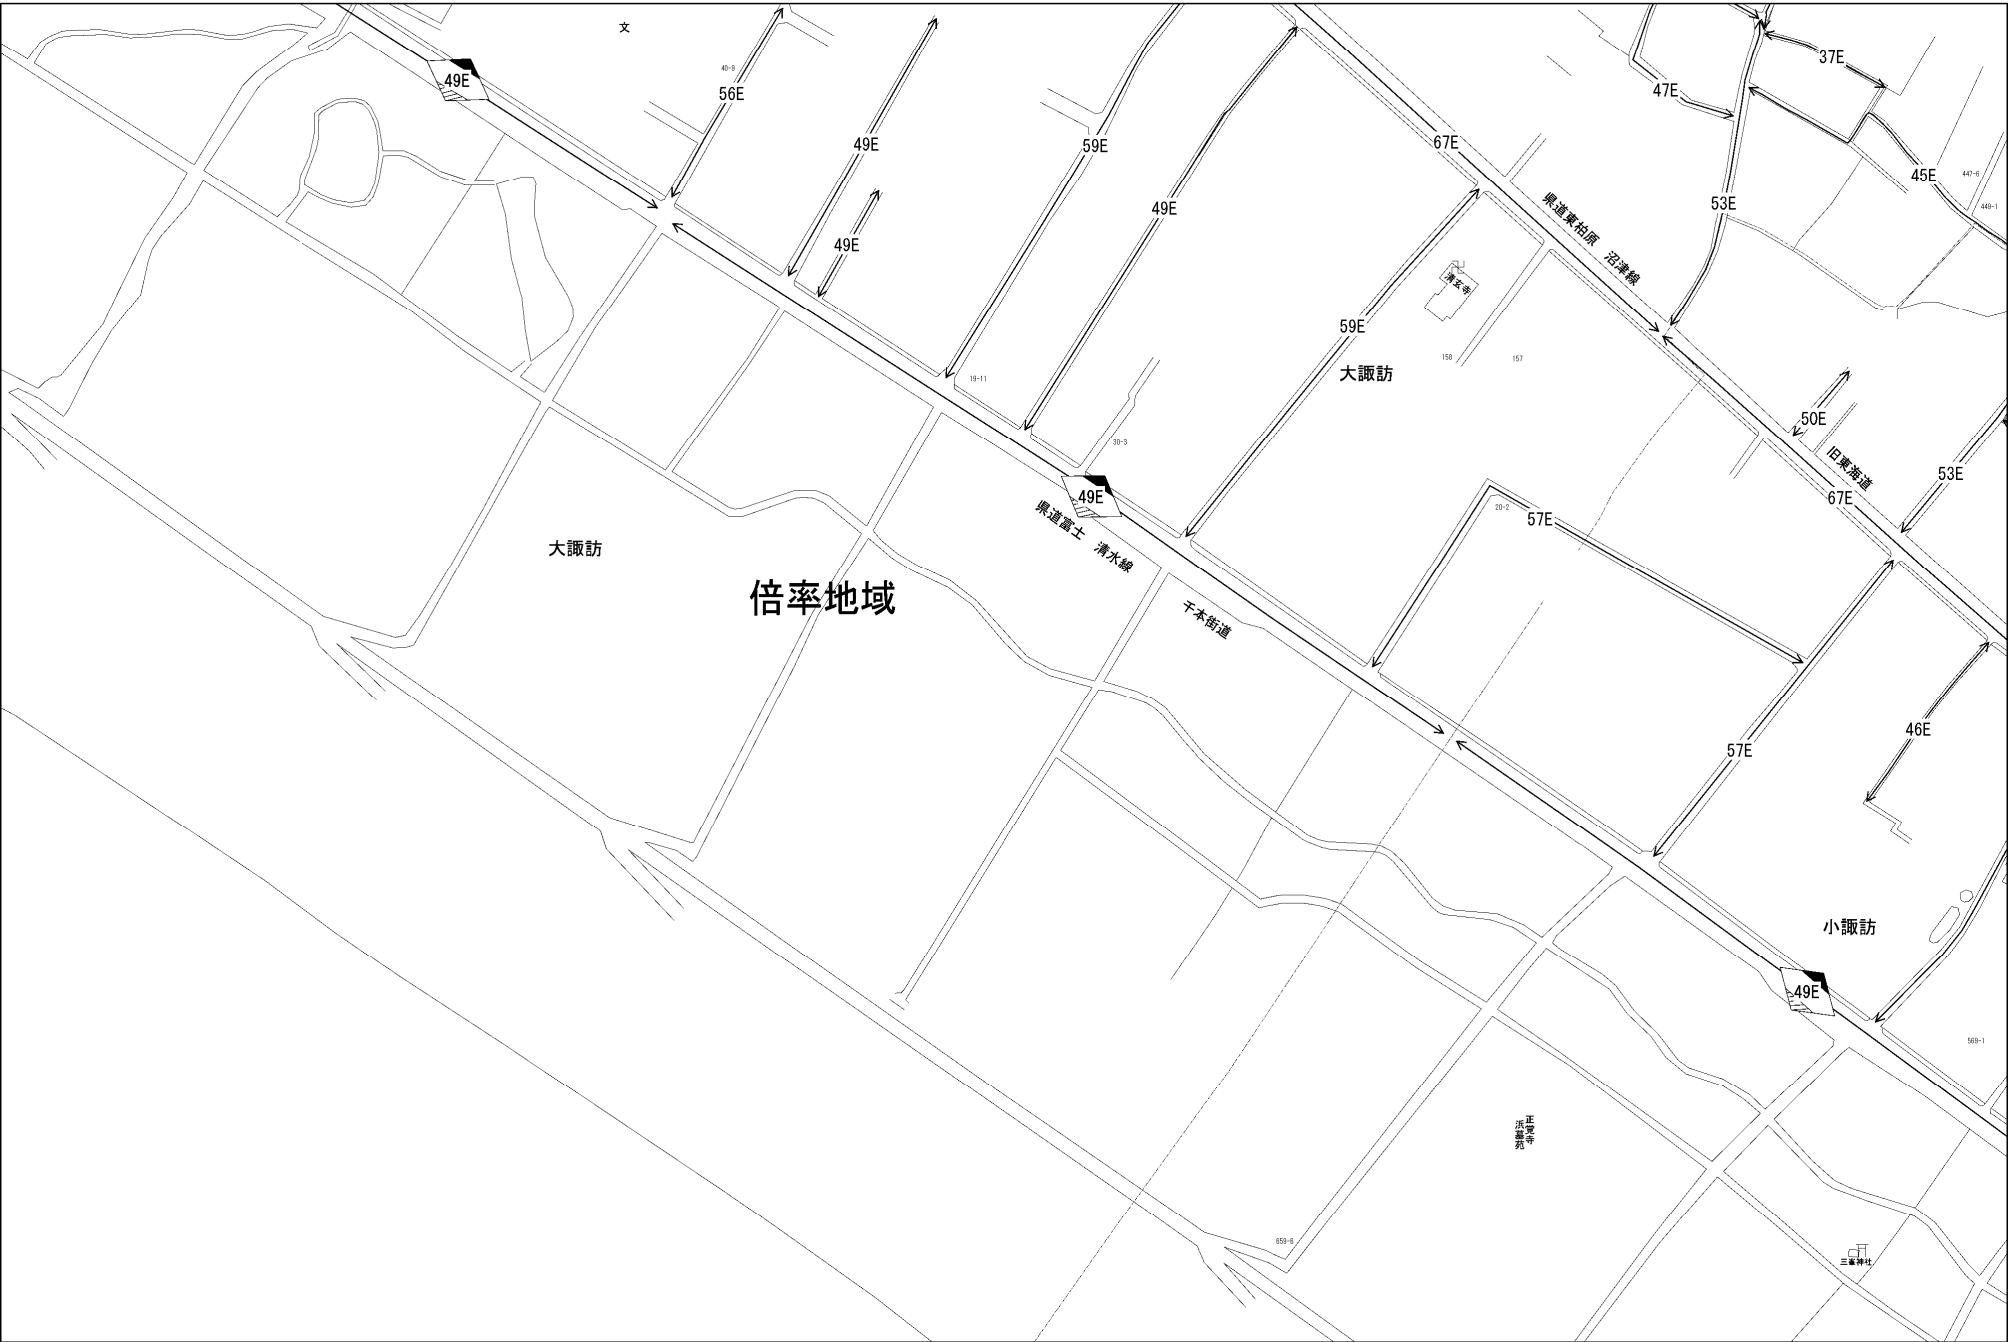 文
49E
40-9
56E
49E
49E
59E
49E
67E
47E
37E
45E
447-6
449-1
53E
県道東柏原　沼津線
清玄寺
59E
大諏訪
158
157
19-11
30-3
50E
旧東海道
67E
53E
49E
県道富士　清水線
千本街道
20-2
57E
大諏訪
倍率地域
46E
57E
小諏訪
49E
569-1
正覚寺
浜墓苑
659-6
三峯神社